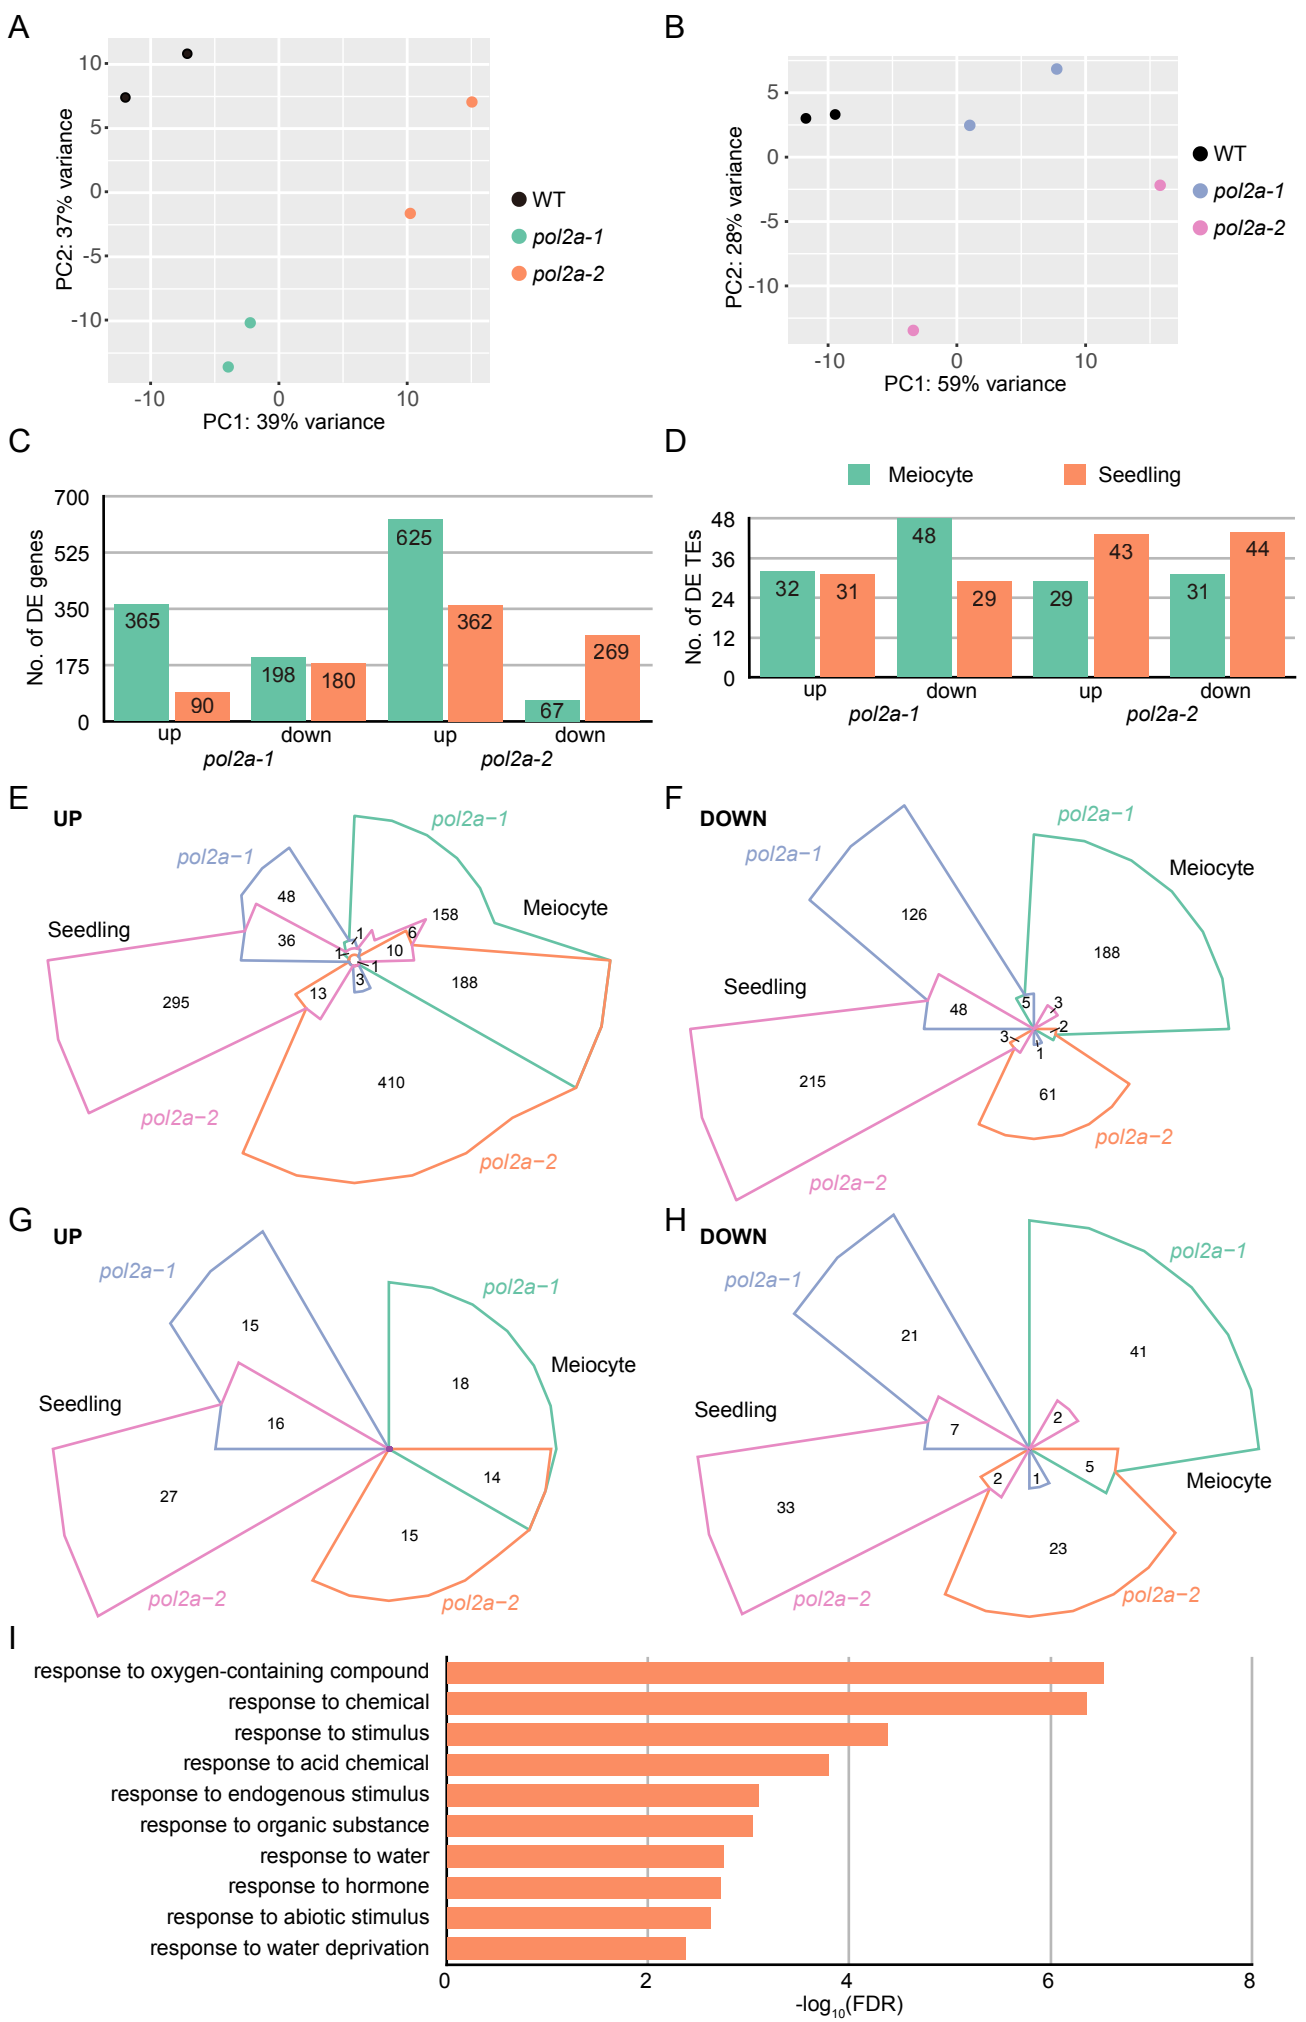 A
10
5
0
-5
-10
PC2: 37% variance
-10
0
10
PC1: 39% variance
WT
pol2a-1
pol2a-2
B
5
0
-5
-10
PC2: 28% variance
-10
0
10
PC1: 59% variance
WT
pol2a-1
pol2a-2
C
700
525
350
175
0
No. of DE genes
365
90
198
180
625
362
67
269
up
down
up
down
pol2a-1
pol2a-2
D
Meiocyte
Seedling
48
36
24
12
0
No. of DE TEs
32
31
48
29
29
43
31
44
up
down
up
down
pol2a-1
pol2a-2
E
UP
pol2a−1
pol2a−1
Seedling
Meiocyte
48
158
6
1
36
1
10
1
3
188
13
295
410
pol2a−2
pol2a−2
F
DOWN
pol2a−1
pol2a−1
Meiocyte
126
188
Seedling
5
3
48
2
3
1
215
61
pol2a−2
pol2a−2
G
UP
pol2a−1
pol2a−1
15
Meiocyte
18
Seedling
16
14
27
15
pol2a−2
pol2a−2
H
DOWN
pol2a−1
pol2a−1
21
41
Seedling
2
7
5
Meiocyte
2
1
33
23
pol2a−2
pol2a−2
I
response to oxygen-containing compound
response to chemical
response to stimulus
response to acid chemical
response to endogenous stimulus
response to organic substance
response to water
response to hormone
response to abiotic stimulus
response to water deprivation
0
2
4
6
8
-log10(FDR)